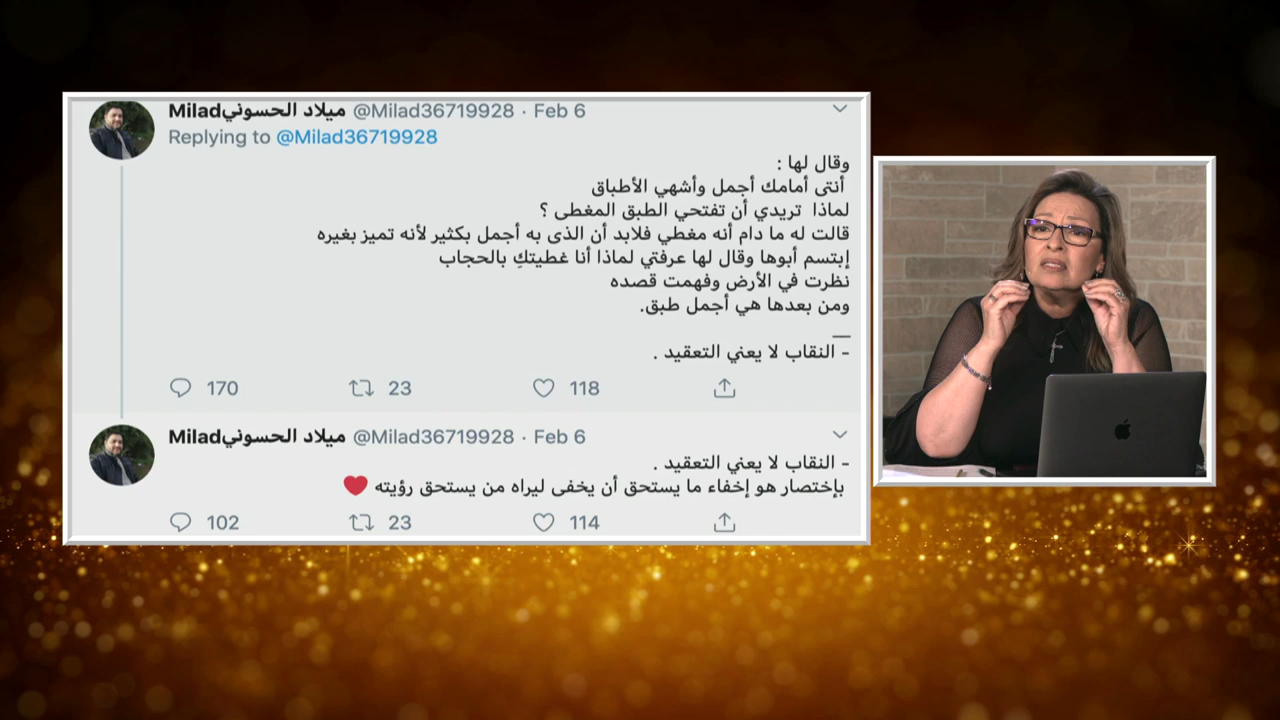 Miladميلاد الحسوني @Milad36719928 · Feb 6
Replying to @Milad36719928
وقال لها :
أنتى أمامك أجمل وأشهي الأطباق
لماذا تريدي أن تفتحي الطبق المغطى ؟
قالت له ما دام أنه مغطي فلابد أن الذى به أجمل بكثير لأنه تميز بغيره
إبتسم أبوها وقال لها عرفتي لماذا أنا غطيتكِ بالحجاب
نظرت في الأرض وفهمت قصده
ومن بعدها هي أجمل طبق.
__
- النقاب لا يعني التعقيد .
170 23 118
Miladميلاد الحسوني @Milad36719928 · Feb 6
- النقاب لا يعني التعقيد .
بإختصار هو إخفاء ما يستحق أن يخفى ليراه من يستحق رؤيته ❤️
102 23 114